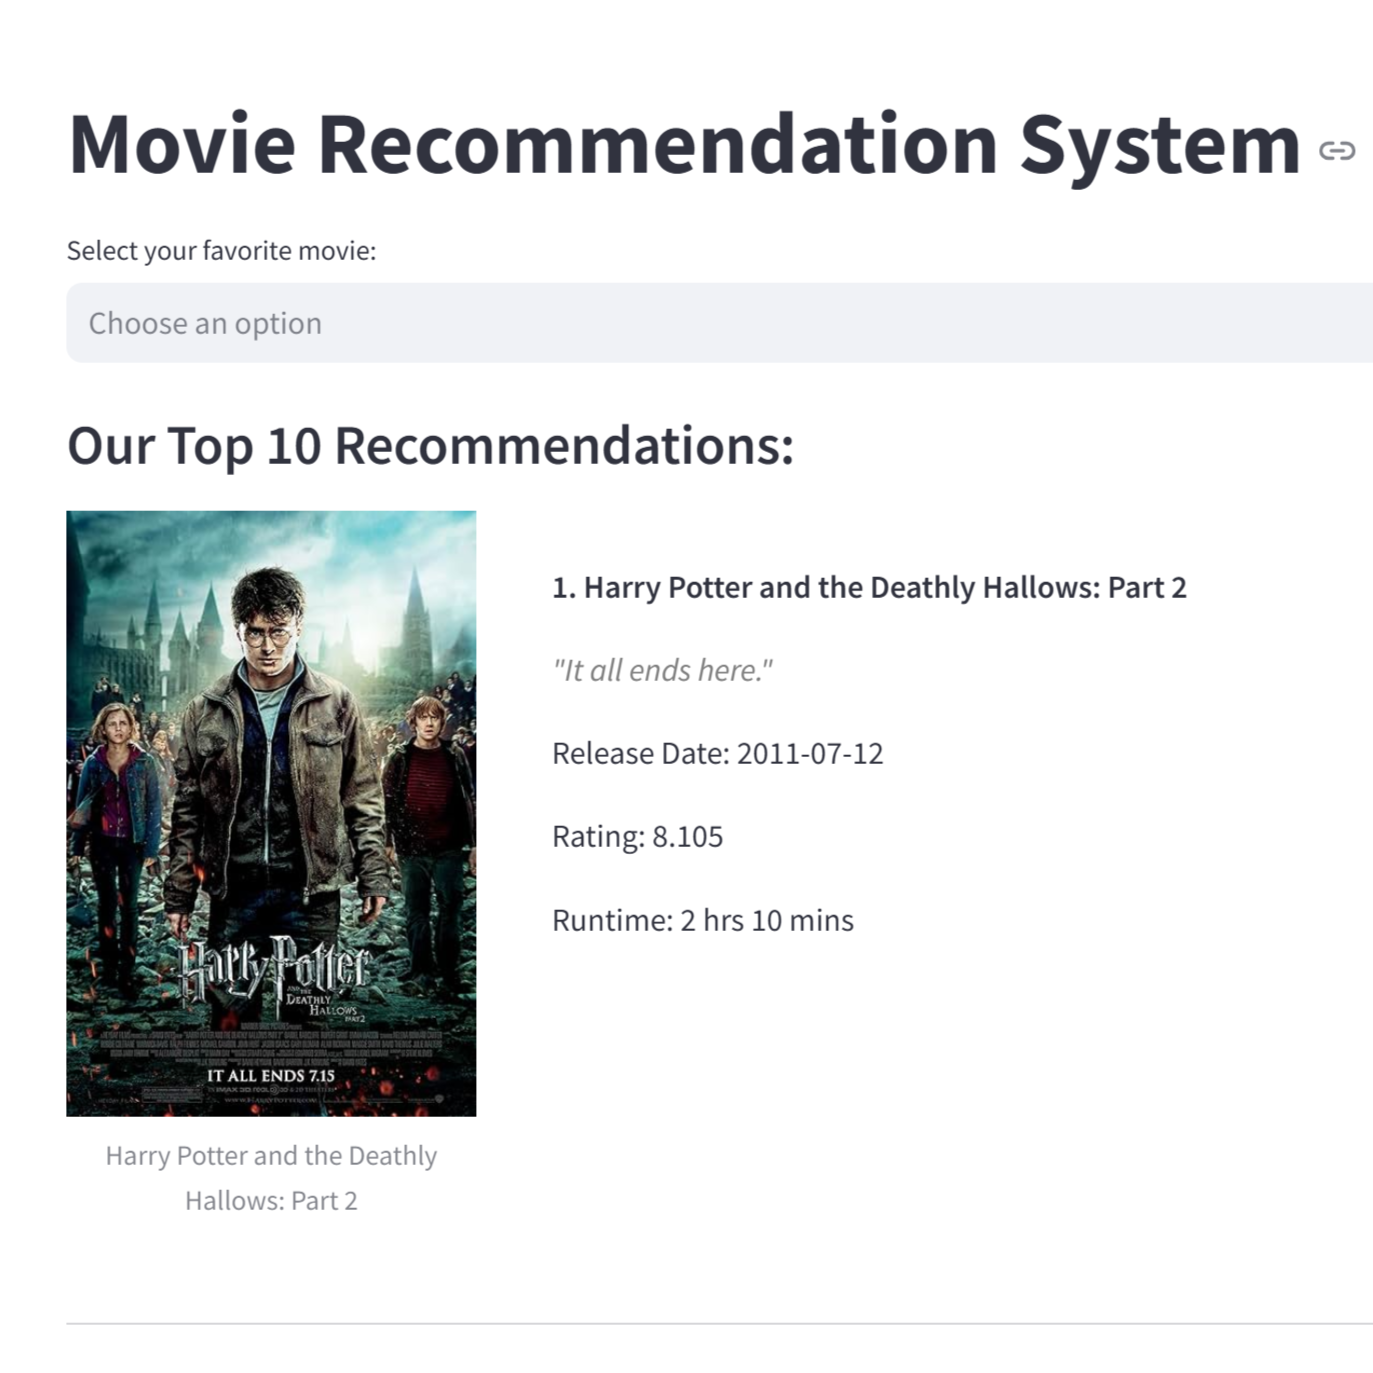 Movie Recommendation System
Select your favorite movie:
Choose an option
Our Top 10 Recommendations:
Harry Potter
AND THE
DEATHLY
HALLOWS
PART 2
IT ALL ENDS 7.15
1. Harry Potter and the Deathly Hallows: Part 2
"It all ends here."
Release Date: 2011-07-12
Rating: 8.105
Runtime: 2 hrs 10 mins
Harry Potter and the Deathly
Hallows: Part 2